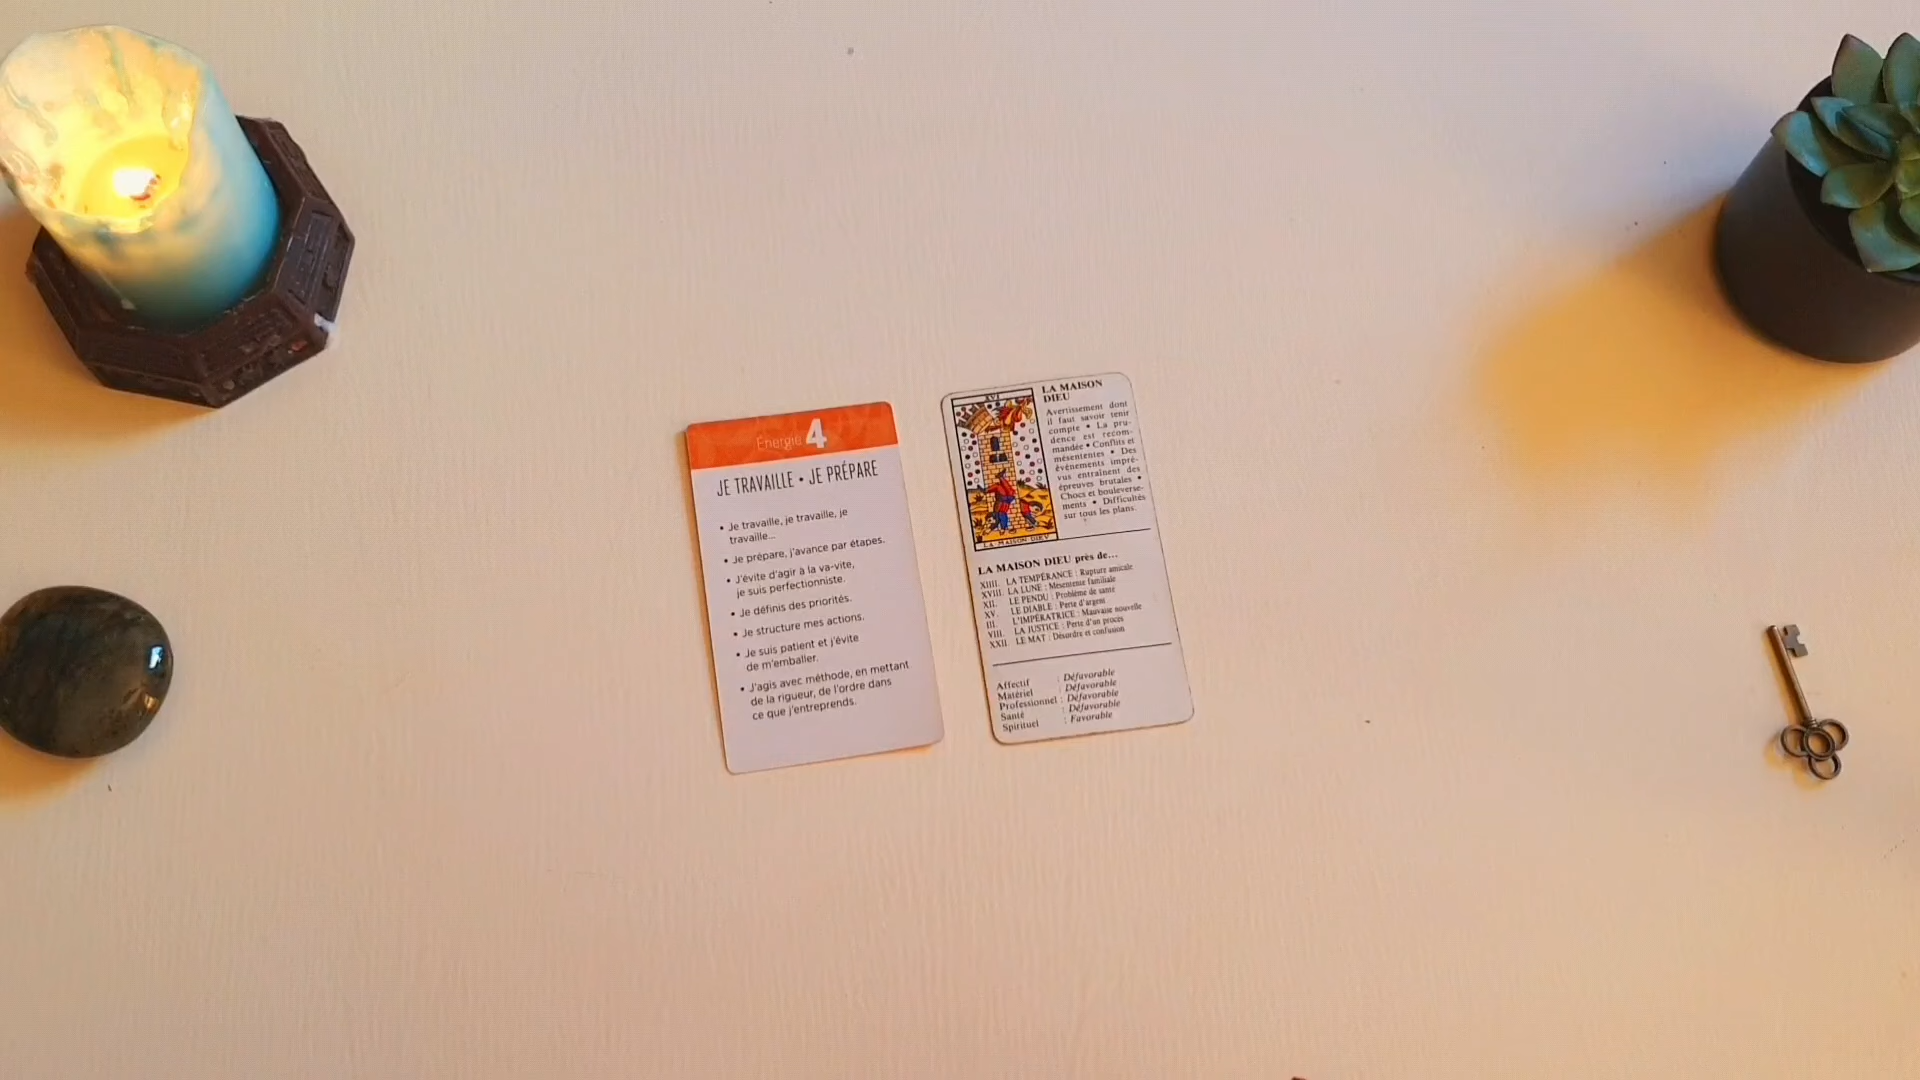 Énergie 4
JE TRAVAILLE • JE PRÉPARE
• Je travaille, je travaille, je
travaille...
• Je prépare, j'avance par étapes.
• J'évite d'agir à la va-vite,
je suis perfectionniste.
• Je définis des priorités.
• Je structure mes actions.
• Je suis patient et j'évite
de m'emballer.
• J'agis avec méthode, en mettant
de la rigueur, de l'ordre dans
ce que j'entreprends.
XVI
LA MAISON DIEV
LA MAISON
DIEU
Avertissement dont
il faut savoir tenir
compte • La pru-
dence est recom-
mandée • Conflits et
mésententes • Des
événements impré-
vus entraînent des
épreuves brutales •
Chocs et bouleverse-
ments • Difficultés
sur tous les plans.
LA MAISON DIEU près de...
XIIII. LA TEMPÉRANCE : Rupture amicale
XVIII. LA LUNE : Mésentente familiale
XII. LE PENDU : Problème de santé
XV. LE DIABLE : Perte d'argent
III. L'IMPÉRATRICE : Mauvaise nouvelle
VIII. LA JUSTICE : Perte d'un procès
XXII. LE MAT : Désordre et confusion
Affectif : Défavorable
Matériel : Défavorable
Professionnel : Défavorable
Santé : Défavorable
Spirituel : Favorable